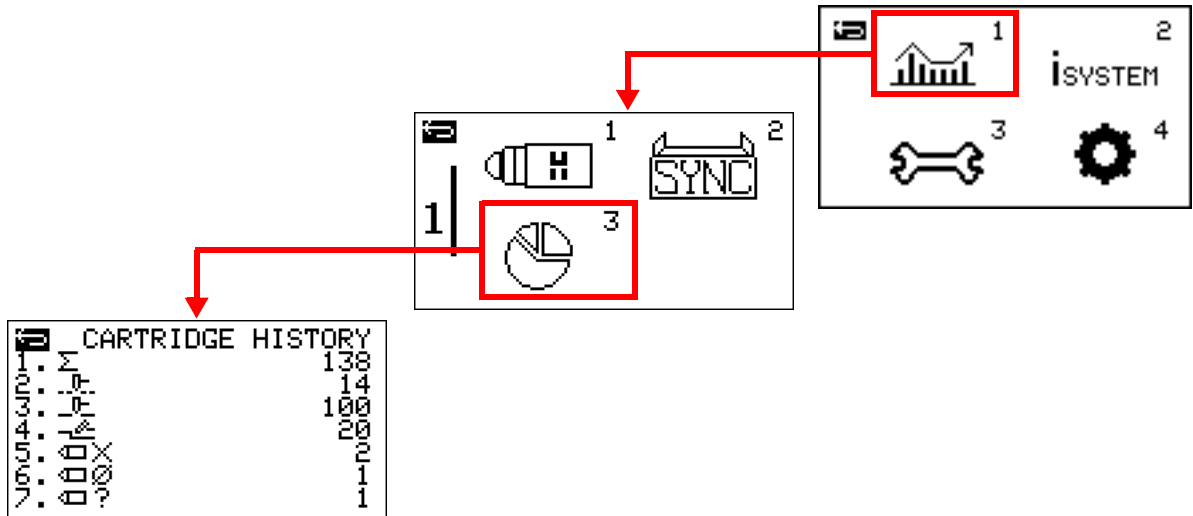 1
2
iSYSTEM
3
4
1
2
H
SYNC
1
3
CARTRIDGE HISTORY
1. Σ 138
2. 14
3. 100
4. 20
5. X 2
6. Ø 1
7. ? 1